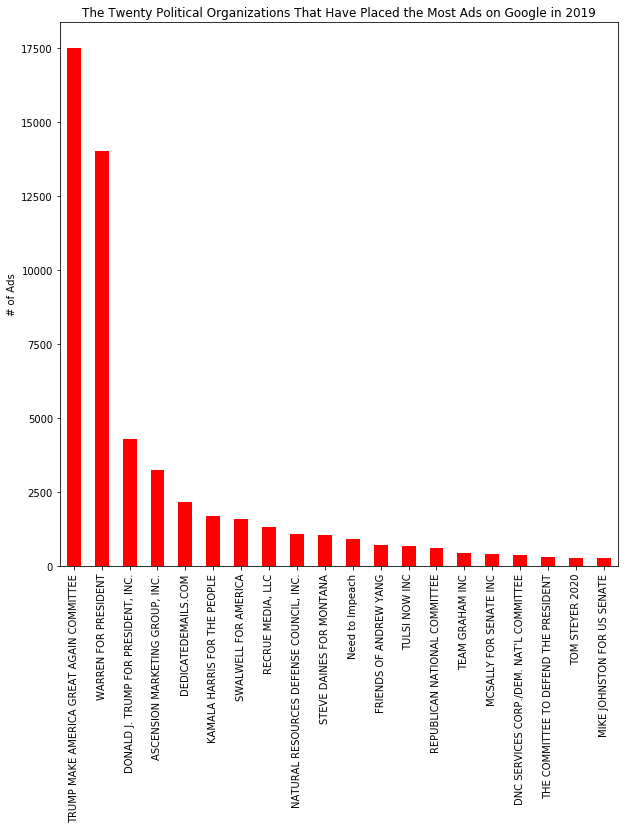 The Twenty Political Organizations That Have Placed the Most Ads on Google in 2019
# of Ads
17500
15000
12500
10000
7500
5000
2500
0
TRUMP MAKE AMERICA GREAT AGAIN COMMITTEE
WARREN FOR PRESIDENT
DONALD J. TRUMP FOR PRESIDENT, INC.
ASCENSION MARKETING GROUP, INC.
DEDICATEDEMAILS.COM
KAMALA HARRIS FOR THE PEOPLE
SWALWELL FOR AMERICA
RECRUE MEDIA, LLC
NATURAL RESOURCES DEFENSE COUNCIL, INC.
STEVE DAINES FOR MONTANA
Need to Impeach
FRIENDS OF ANDREW YANG
TULSI NOW INC
REPUBLICAN NATIONAL COMMITTEE
TEAM GRAHAM INC
MCSALLY FOR SENATE INC
DNC SERVICES CORP./DEM. NAT'L COMMITTEE
THE COMMITTEE TO DEFEND THE PRESIDENT
TOM STEYER 2020
MIKE JOHNSTON FOR US SENATE